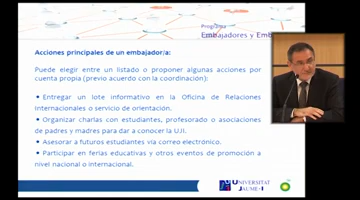 Programa
Embajadores y Emb
Acciones principales de un embajador/a:
Puede elegir entre un listado o proponer algunas acciones por
cuenta propia (previo acuerdo con la coordinación):
• Entregar un lote informativo en la Oficina de Relaciones
Internacionales o servicio de orientación.
• Organizar charlas con estudiantes, profesorado o asociaciones
de padres y madres para dar a conocer la UJI.
• Asesorar a futuros estudiantes vía correo electrónico.
• Participar en ferias educativas y otros eventos de promoción a
nivel nacional o internacional.
UNIVERSITAT
JAUME·I